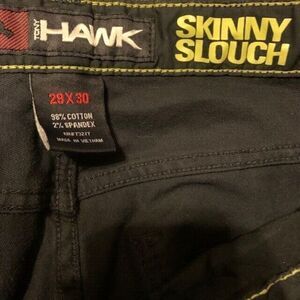 TONY
HAWK
SKINNY
SLOUCH
29 X 30
98% COTTON
2% SPANDEX
MADE IN VIETNAM